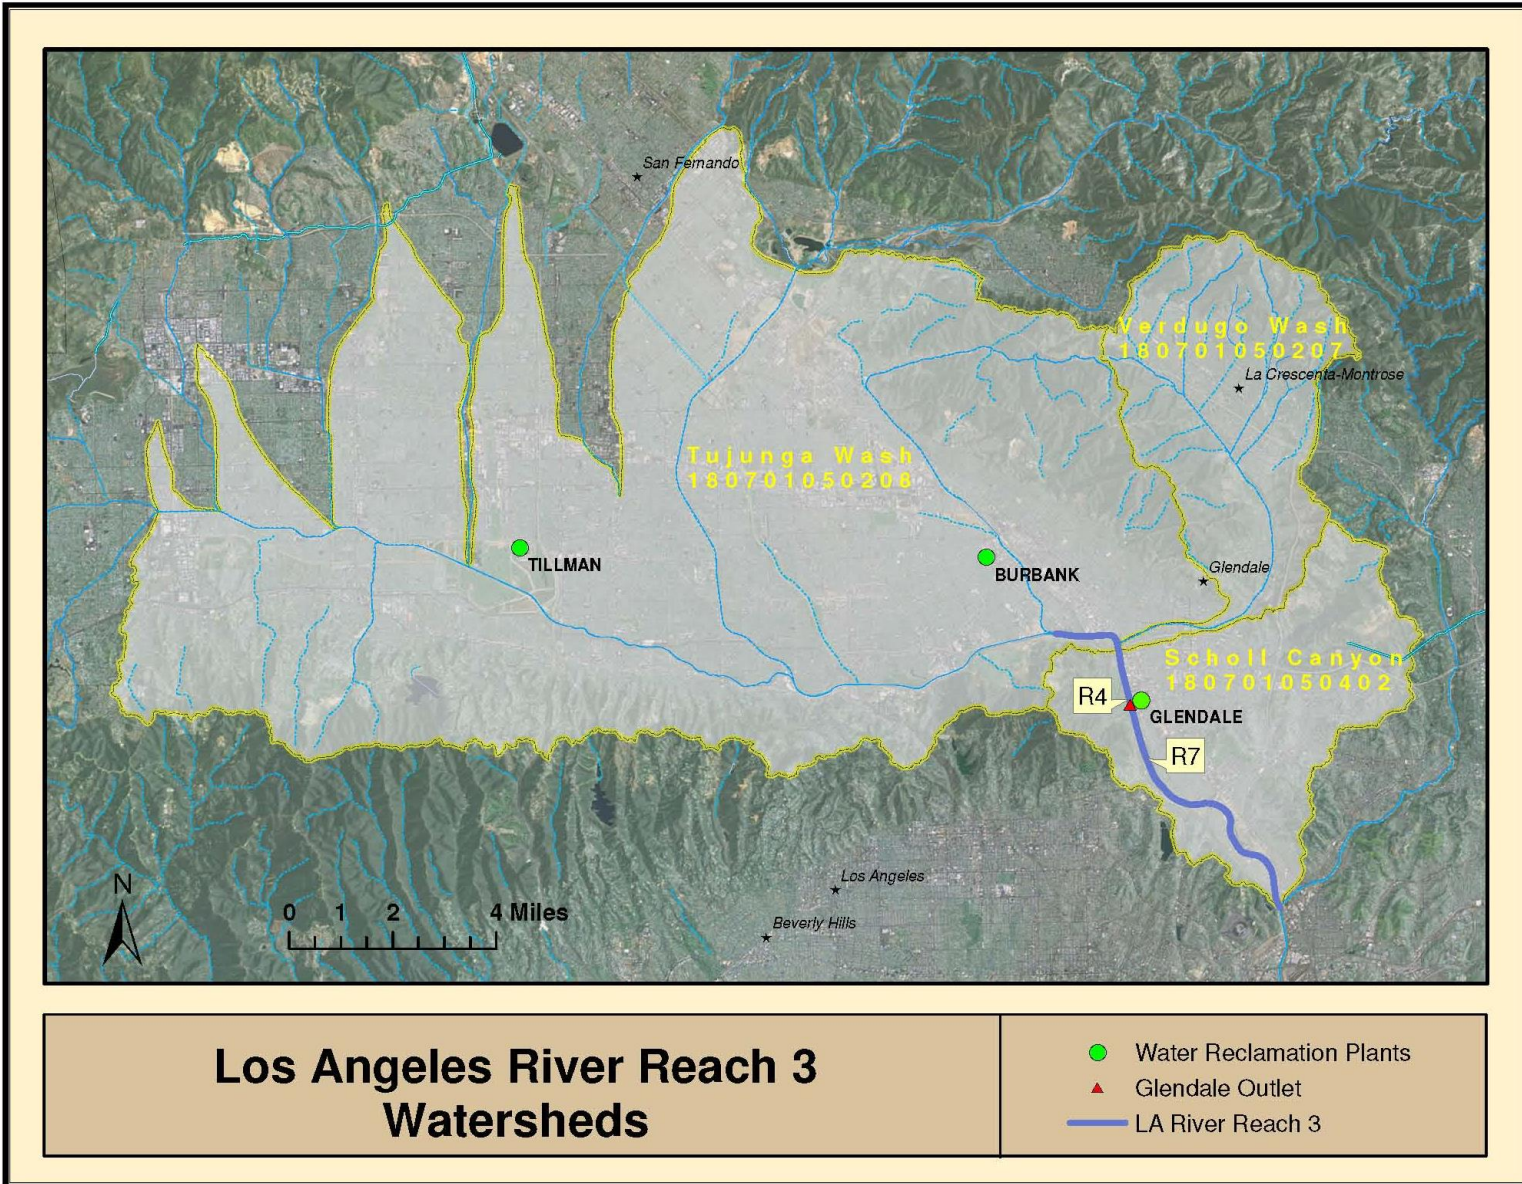 San Fernando
Verdugo Wash
180701050207
La Crescenta-Montrose
Tujunga Wash
180701050208
TILLMAN
BURBANK
Glendale
Scholl Canyon
180701050402
R4
GLENDALE
R7
Los Angeles
Beverly Hills
N
0 1 2 4 Miles
Los Angeles River Reach 3
Watersheds
Water Reclamation Plants
Glendale Outlet
LA River Reach 3